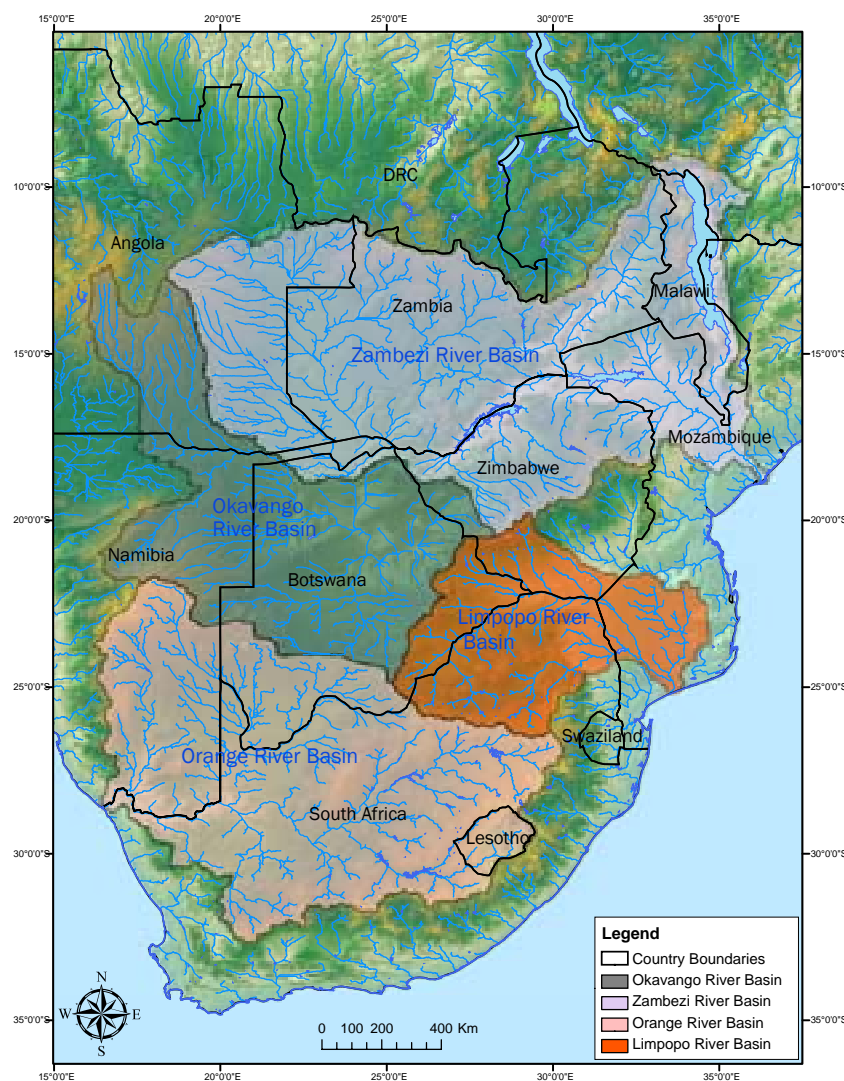 15°0'0"E 20°0'0"E 25°0'0"E 30°0'0"E 35°0'0"E
10°0'0"S
10°0'0"S
DRC
Angola
Malawi
Zambia
15°0'0"S
15°0'0"S
Zambezi River Basin
Mozambique
Zimbabwe
Okavango
River Basin
20°0'0"S
20°0'0"S
Namibia
Botswana
Limpopo River
Basin
25°0'0"S
25°0'0"S
Swaziland
Orange River Basin
South Africa
Lesotho
30°0'0"S
30°0'0"S
Legend
Country Boundaries
Okavango River Basin
Zambezi River Basin
Orange River Basin
Limpopo River Basin
N
W E
S
0 100 200 400 Km
35°0'0"S
35°0'0"S
15°0'0"E 20°0'0"E 25°0'0"E 30°0'0"E 35°0'0"E